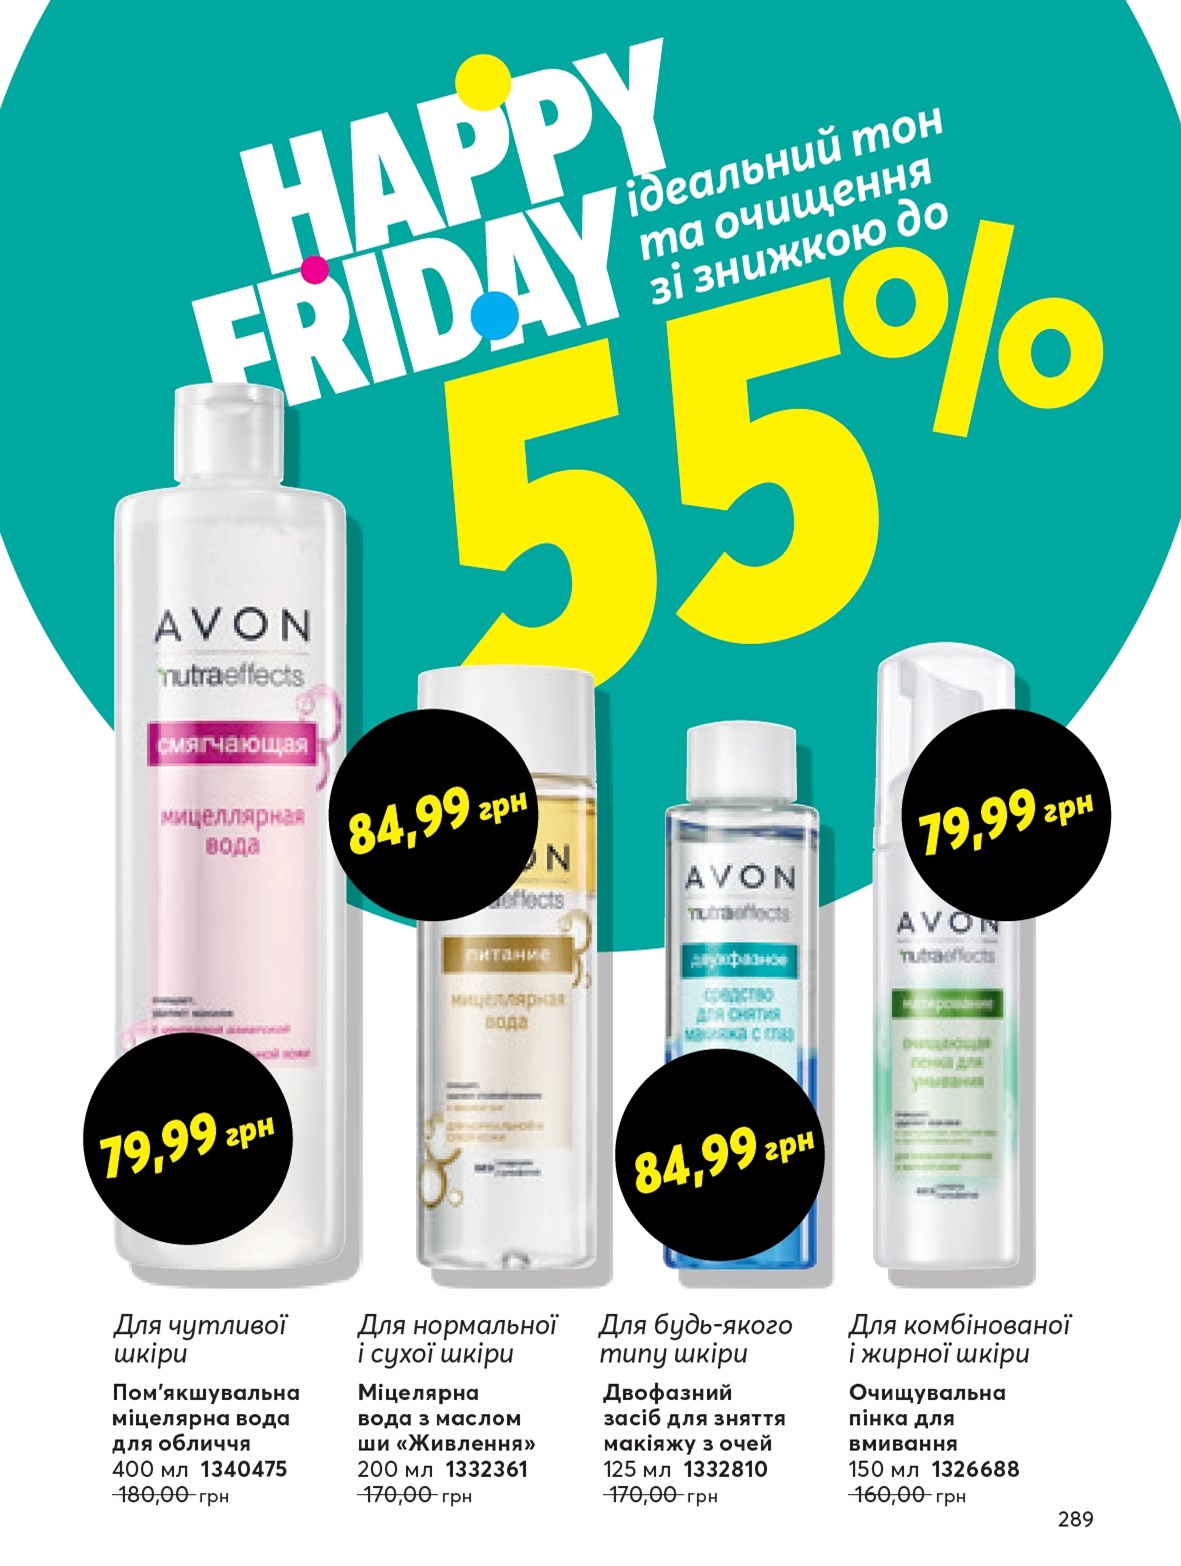 HAPPY
FRIDAY
ідеальний тон
та очищення
зі знижкою до
55%
AVON
nutraeffects
смягчающая
мицеллярная
вода
79,99 грн
84,99 грн
питание
мицеллярная
вода
AVON
nutraeffects
двухфазное
средство
для снятия
макияжа с глаз
84,99 грн
79,99 грн
AVON
nutraeffects
матирование
очищающая
пенка для
умывания
Для чутливої
шкіри
Пом'якшувальна
міцелярна вода
для обличчя
400 мл 1340475
180,00 грн
Для нормальної
і сухої шкіри
Міцелярна
вода з маслом
ши «Живлення»
200 мл 1332361
170,00 грн
Для будь-якого
типу шкіри
Двофазний
засіб для зняття
макіяжу з очей
125 мл 1332810
170,00 грн
Для комбінованої
і жирної шкіри
Очищувальна
пінка для
вмивання
150 мл 1326688
160,00 грн
289